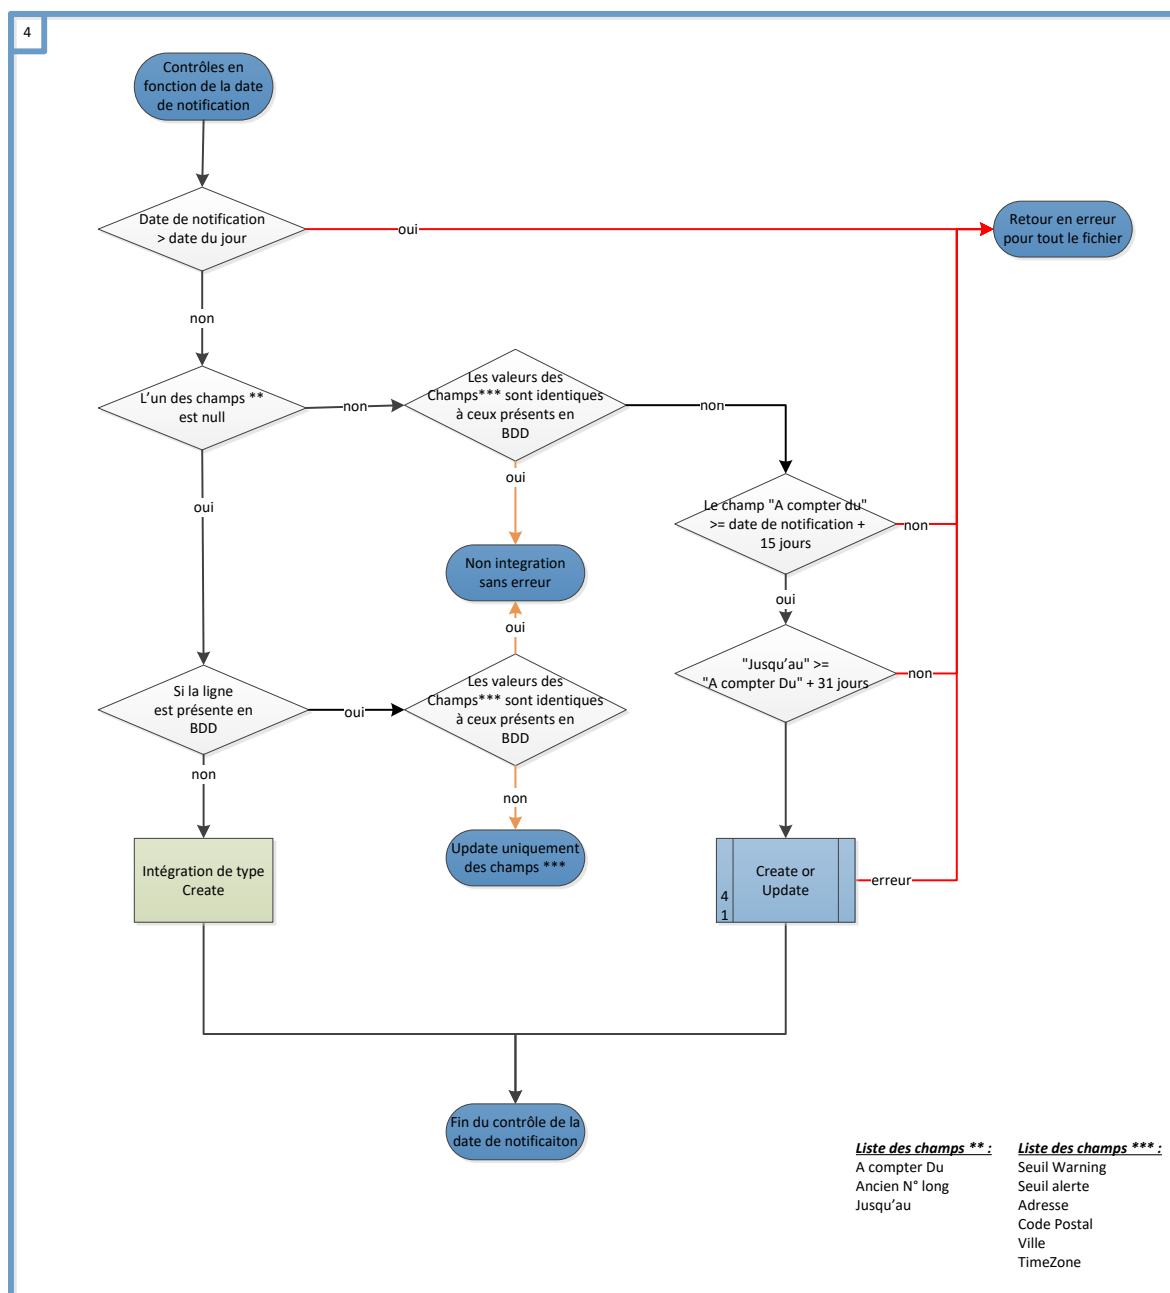 4
Contrôles en
fonction de la date
de notification
Date de notification
> date du jour
oui
Retour en erreur
pour tout le fichier
non
L'un des champs **
est null
non
Les valeurs des
Champs*** sont identiques
à ceux présents en
BDD
non
oui
oui
Le champ "A compter du"
>= date de notification +
15 jours
non
Non integration
sans erreur
oui
oui
"Jusqu'au" >=
"A compter Du" + 31 jours
non
Si la ligne
est présente en
BDD
oui
Les valeurs des
Champs*** sont identiques
à ceux présents en
BDD
non
non
Intégration de type
Create
Update uniquement
des champs ***
Create or
Update
4
1
erreur
Fin du contrôle de la
date de notificaiton
Liste des champs ** :
A compter Du
Ancien N° long
Jusqu'au
Liste des champs *** :
Seuil Warning
Seuil alerte
Adresse
Code Postal
Ville
TimeZone